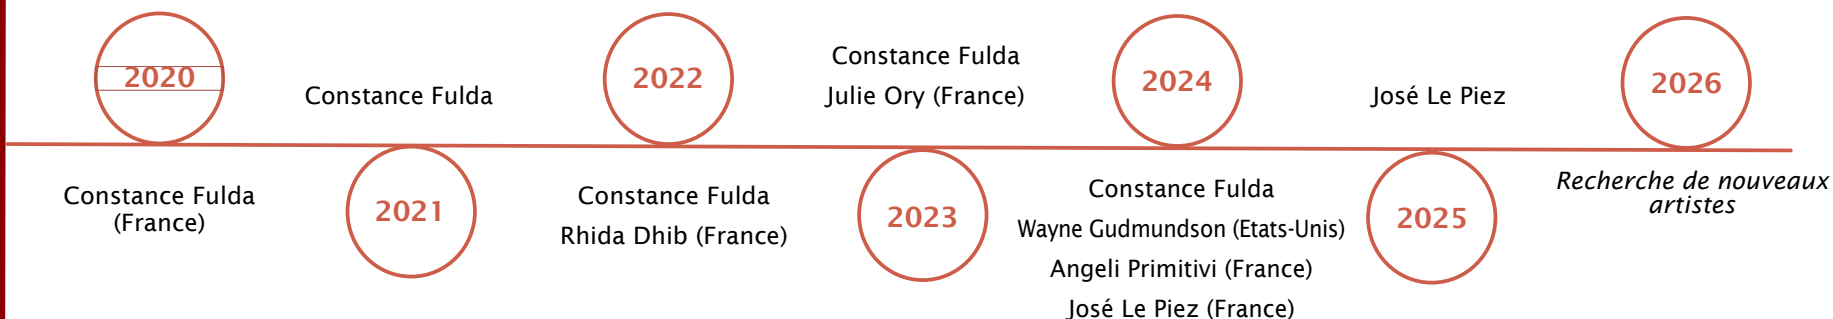 2020
Constance Fulda
(France)
Constance Fulda
2021
2022
Constance Fulda
Rhida Dhib (France)
Constance Fulda
Julie Ory (France)
2023
2024
Constance Fulda
Wayne Gudmundson (Etats-Unis)
Angeli Primitivi (France)
José Le Piez (France)
José Le Piez
2025
2026
Recherche de nouveaux
artistes